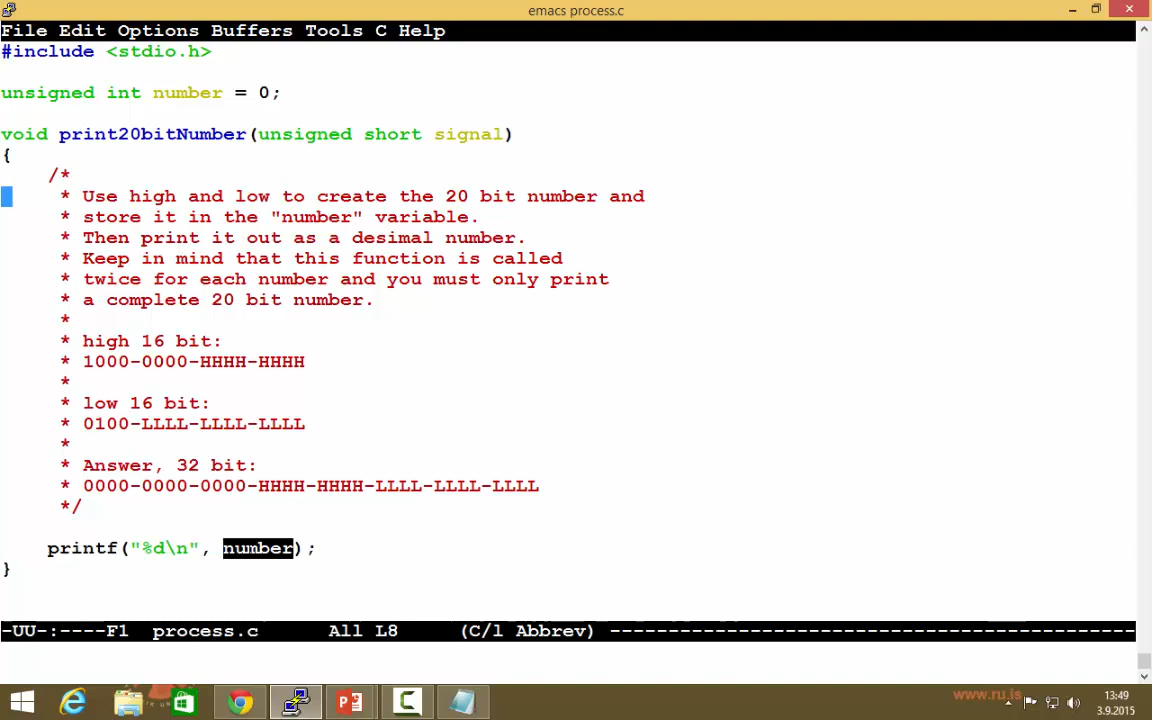 emacs process.c
File Edit Options Buffers Tools C Help
#include <stdio.h>
unsigned int number = 0;
void print20bitNumber(unsigned short signal)
{
/*
* Use high and low to create the 20 bit number and
* store it in the "number" variable.
* Then print it out as a desimal number.
* Keep in mind that this function is called
* twice for each number and you must only print
* a complete 20 bit number.
*
* high 16 bit:
* 1000-0000-HHHH-HHHH
*
* low 16 bit:
* 0100-LLLL-LLLL-LLLL
*
* Answer, 32 bit:
* 0000-0000-0000-HHHH-HHHH-LLLL-LLLL-LLLL
*/
printf("%d\n", number);
}
-UU-:----F1 process.c All L8 (C/l Abbrev) ---------------------------------------------
www.ru.is
13:49
3.9.2015